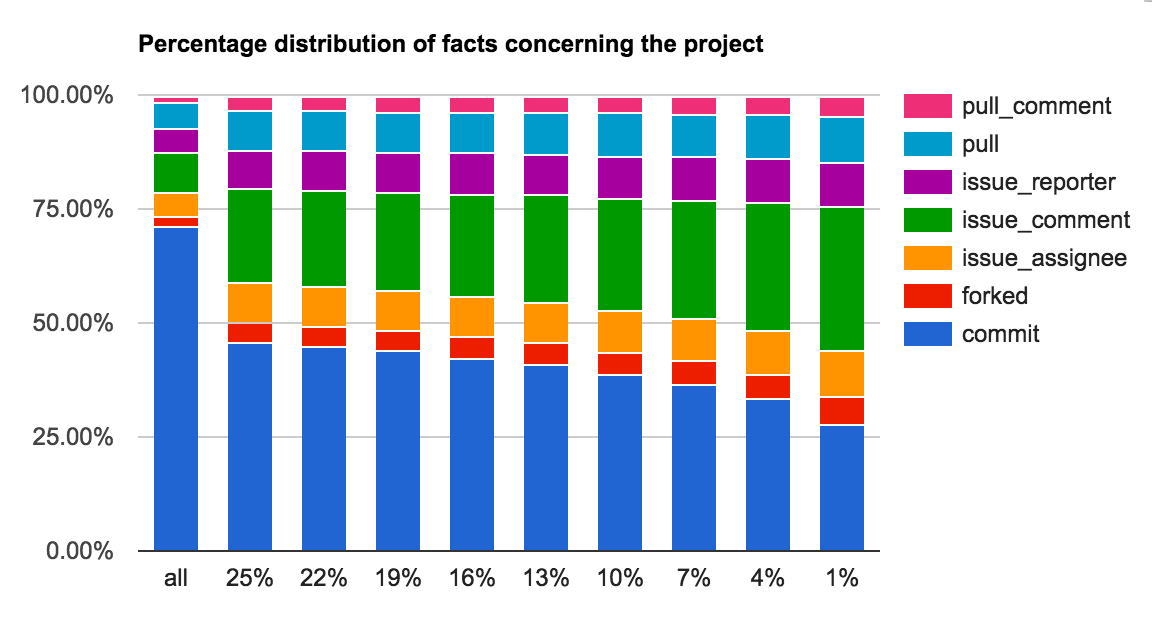 Percentage distribution of facts concerning the project
100.00%
75.00%
50.00%
25.00%
0.00%
all 25% 22% 19% 16% 13% 10% 7% 4% 1%
pull_comment
pull
issue_reporter
issue_comment
issue_assignee
forked
commit